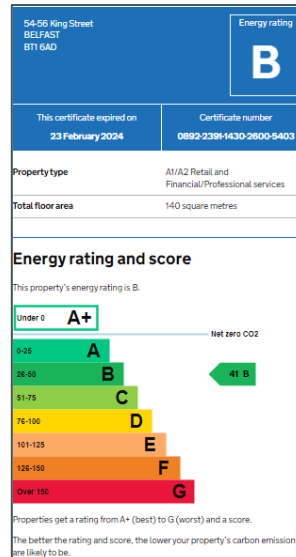 54-56 King Street
BELFAST
BT1 6AD
Energy rating
B
This certificate expired on
23 February 2024
Certificate number
0892-2391-1430-2600-5403
Property type
A1/A2 Retail and
Financial/Professional services
Total floor area
140 square metres
Energy rating and score
This property's energy rating is B.
Under 0 A+
Net zero CO2
0-25 A
26-50 B 41 B
51-75 C
76-100 D
101-125 E
126-150 F
Over 150 G
Properties get a rating from A+ (best) to G (worst) and a score.
The better the rating and score, the lower your property's carbon emission
are likely to be.